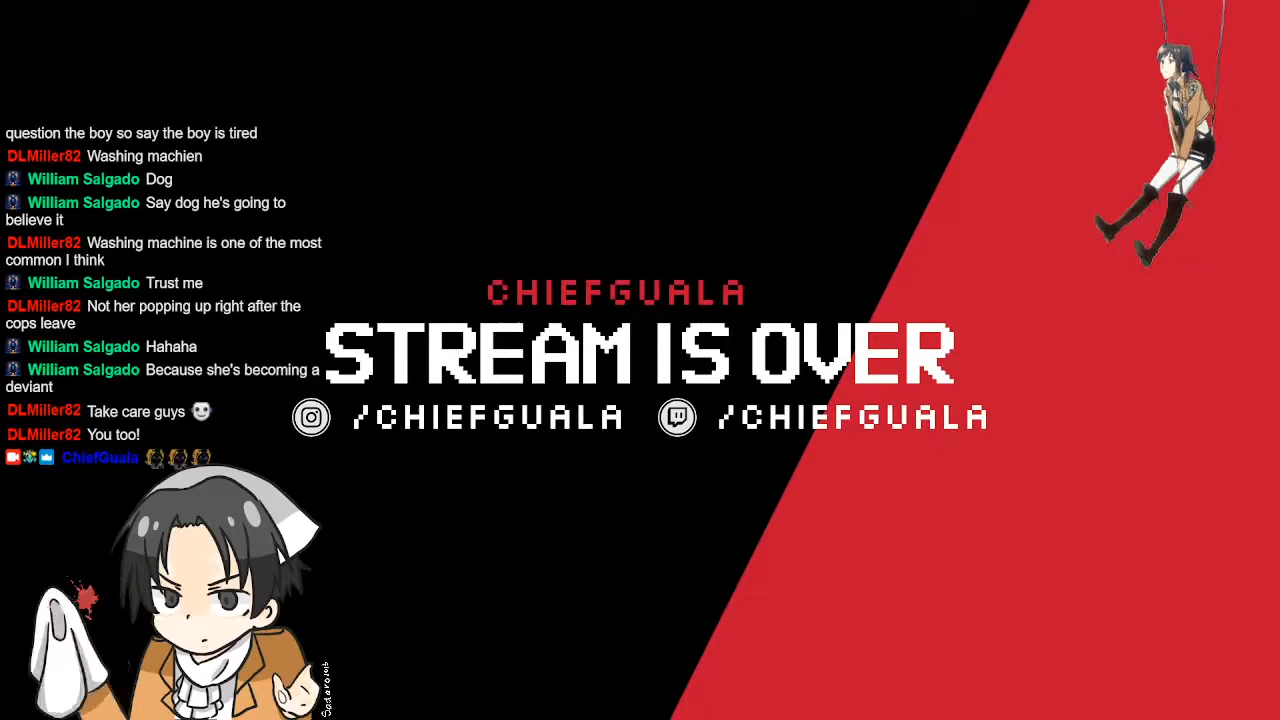 question the boy so say the boy is tired
DLMiller82 Washing machien
William Salgado Dog
William Salgado Say dog he's going to
believe it
DLMiller82 Washing machine is one of the most
common I think
William Salgado Trust me
DLMiller82 Not her popping up right after the
cops leave
William Salgado Hahaha
William Salgado Because she's becoming a
deviant
DLMiller82 Take care guys
DLMiller82 You too!
ChiefGuala
CHIEFGUALA
STREAM IS OVER
/CHIEFGUALA /CHIEFGUALA